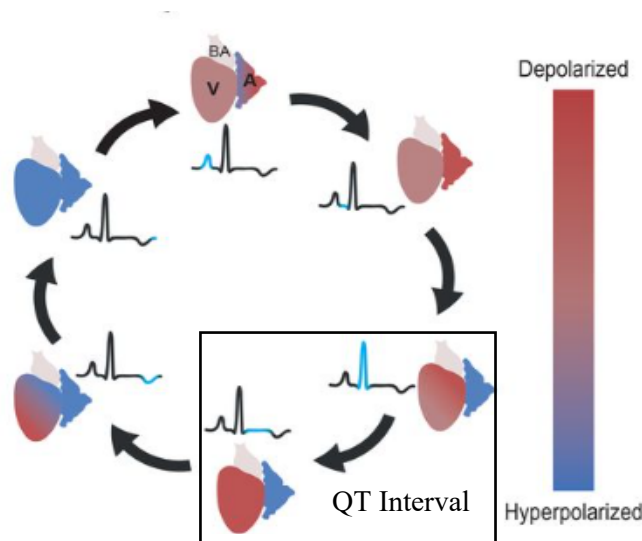 BA
V
A
Depolarized
QT Interval
Hyperpolarized